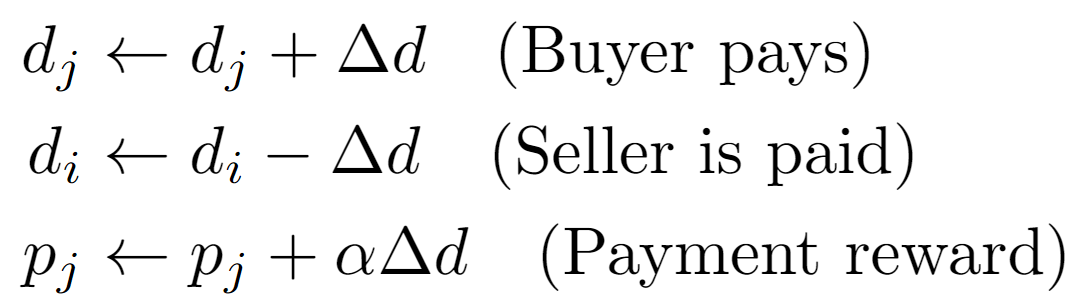 d_j ← d_j + Δd (Buyer pays)
d_i ← d_i − Δd (Seller is paid)
p_j ← p_j + αΔd (Payment reward)